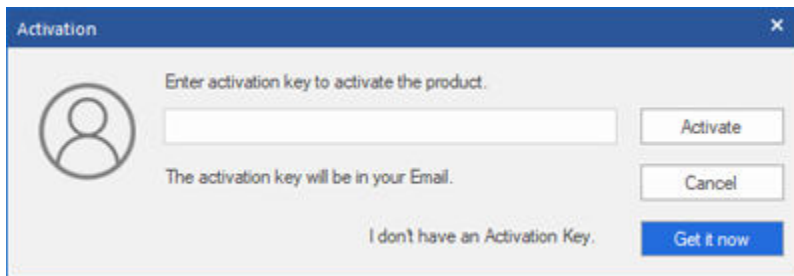 Activation
Enter activation key to activate the product.
Activate
The activation key will be in your Email.
Cancel
I don't have an Activation Key.
Get it now